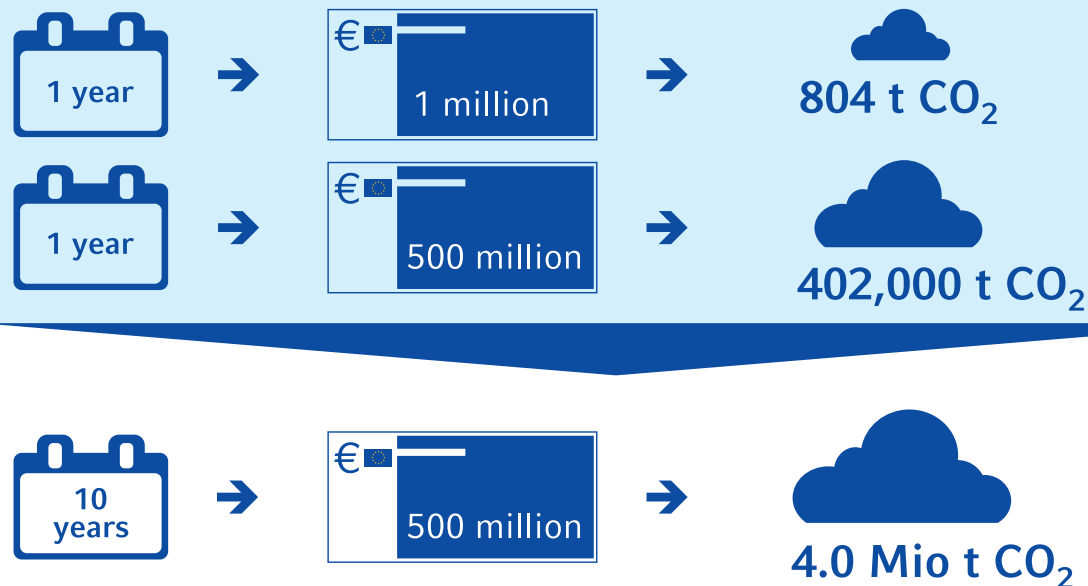 1 year
€
1 million
804 t CO₂
1 year
€
500 million
402,000 t CO₂
10
years
€
500 million
4.0 Mio t CO₂